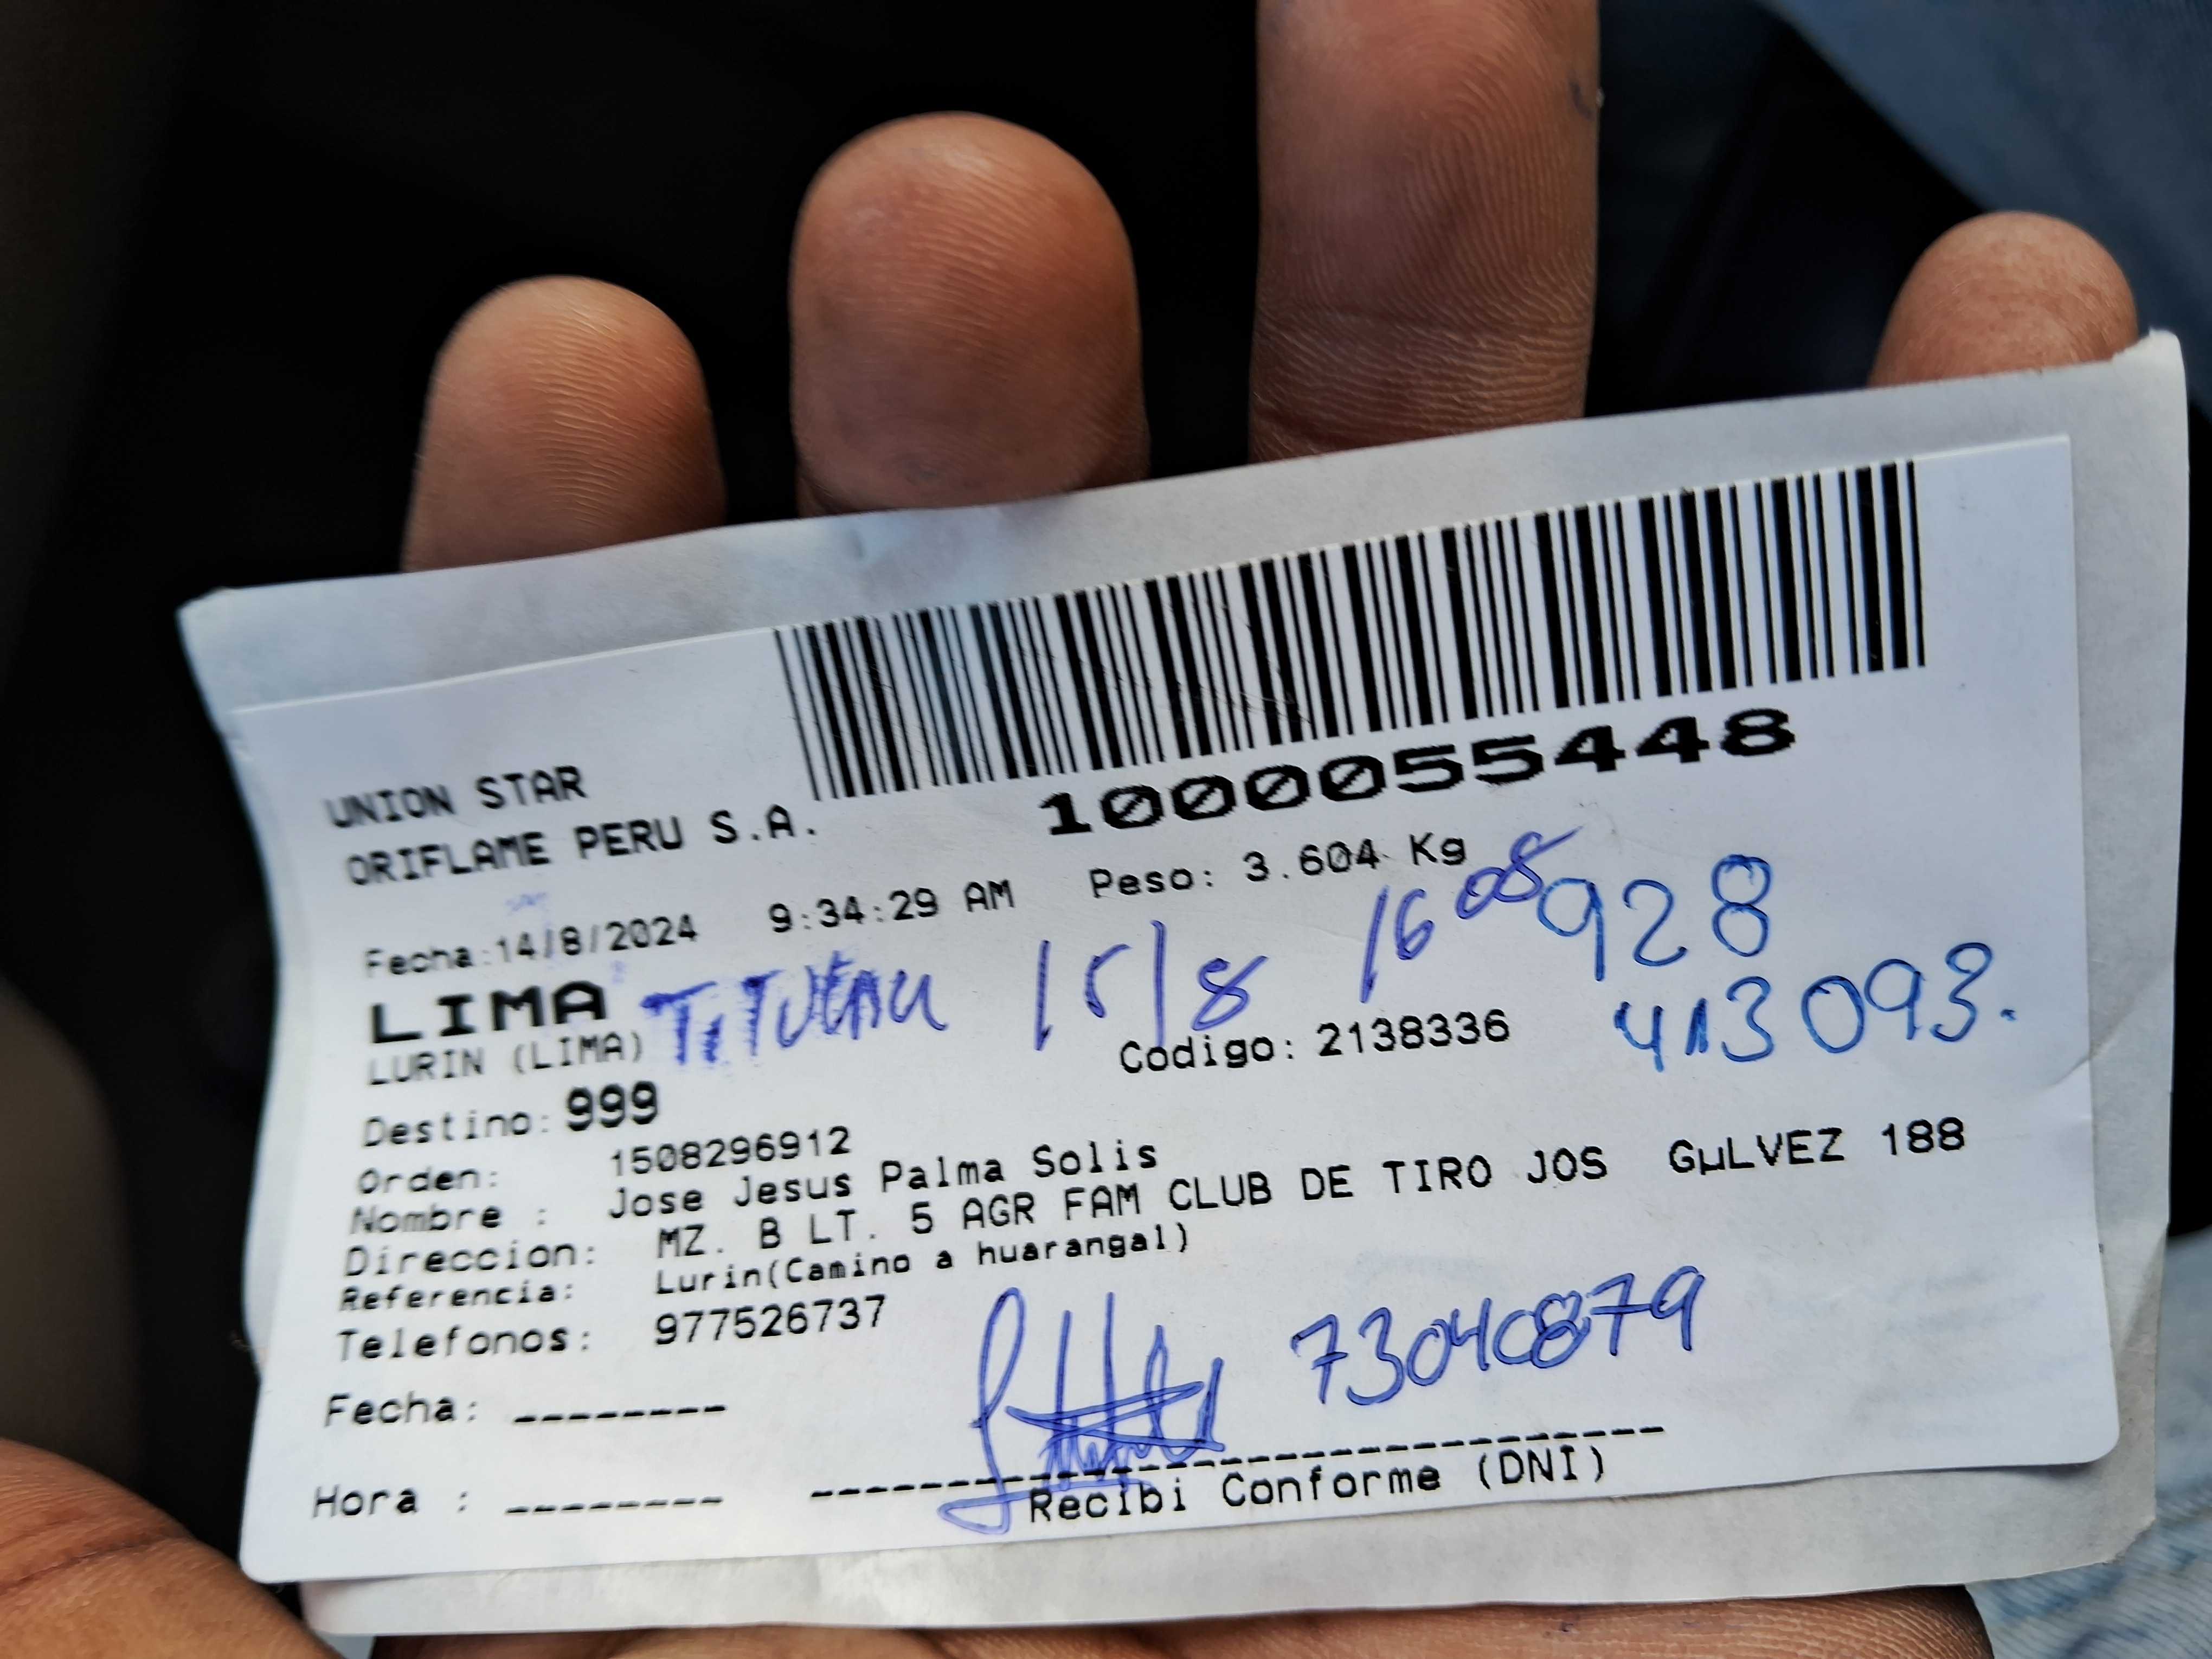 1000055448
UNION STAR
ORIFLAME PERU S.A.
Fecha:14/8/2024 9:34:29 AM Peso: 3.604 Kg
16 08 928
LIMA TITULAR 15/8
413093.
LURIN (LIMA) Codigo: 2138336
Destino: 999
Orden: 1508296912
Nombre : Jose Jesus Palma Solis
Direccion: MZ. B LT. 5 AGR FAM CLUB DE TIRO JOS GµLVEZ 188
Referencia: Lurin(Camino a huarangal)
Telefonos: 977526737
73040879
Fecha: --------
Hora : --------
Recibi Conforme (DNI)